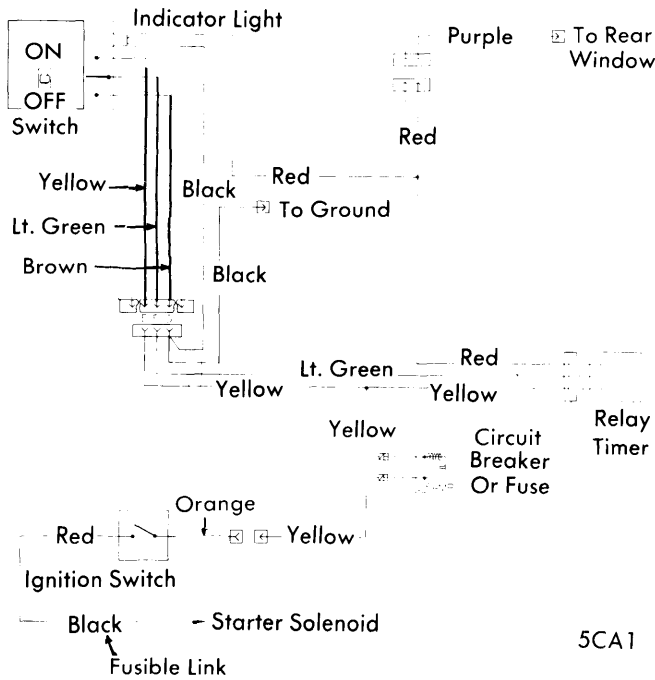 Indicator Light
ON
OFF
Switch
Purple
To Rear
Window
Red
Yellow
Black
Red
Lt. Green
To Ground
Brown
Black
Lt. Green
Red
Yellow
Yellow
Relay
Timer
Yellow
Circuit
Breaker
Or Fuse
Orange
Red
Yellow
Ignition Switch
Black
Starter Solenoid
Fusible Link
5CA1